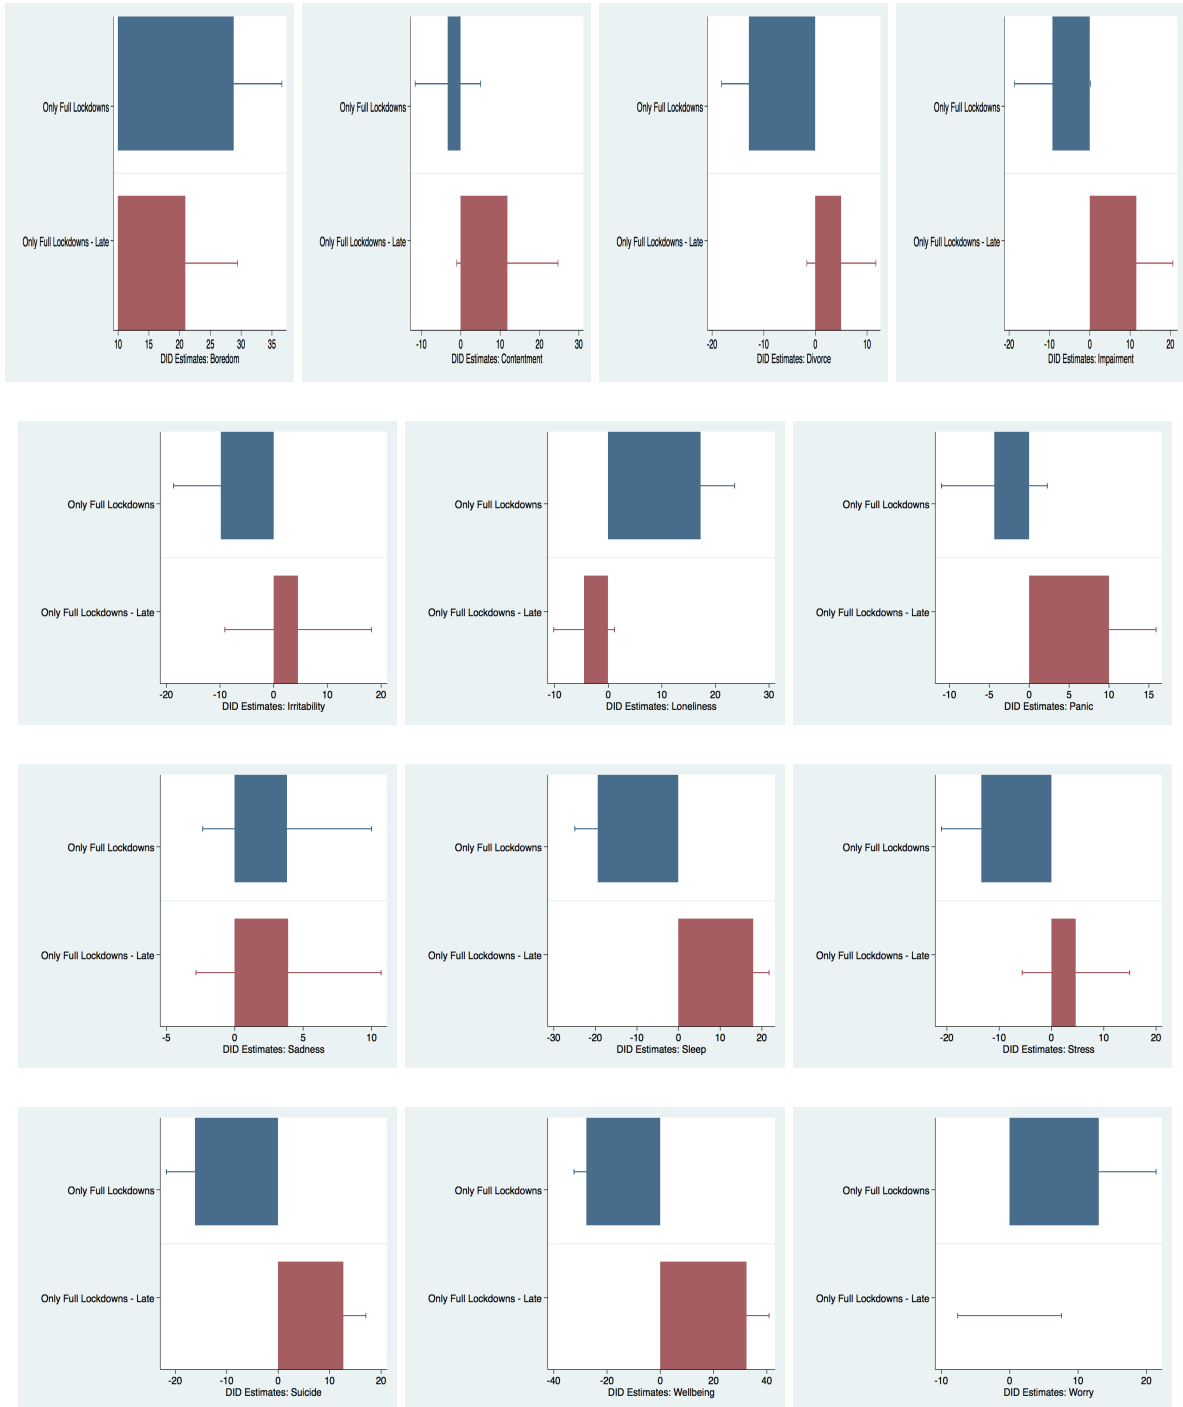 Only Full Lockdowns
Only Full Lockdowns - Late
10 15 20 25 30 35
DID Estimates: Boredom
Only Full Lockdowns
Only Full Lockdowns - Late
-10 0 10 20 30
DID Estimates: Contentment
Only Full Lockdowns
Only Full Lockdowns - Late
-20 -10 0 10
DID Estimates: Divorce
Only Full Lockdowns
Only Full Lockdowns - Late
-20 -10 0 10 20
DID Estimates: Impairment
Only Full Lockdowns
Only Full Lockdowns - Late
-20 -10 0 10 20
DID Estimates: Irritability
Only Full Lockdowns
Only Full Lockdowns - Late
-10 0 10 20 30
DID Estimates: Loneliness
Only Full Lockdowns
Only Full Lockdowns - Late
-10 -5 0 5 10 15
DID Estimates: Panic
Only Full Lockdowns
Only Full Lockdowns - Late
-5 0 5 10
DID Estimates: Sadness
Only Full Lockdowns
Only Full Lockdowns - Late
-30 -20 -10 0 10 20
DID Estimates: Sleep
Only Full Lockdowns
Only Full Lockdowns - Late
-20 -10 0 10 20
DID Estimates: Stress
Only Full Lockdowns
Only Full Lockdowns - Late
-20 -10 0 10 20
DID Estimates: Suicide
Only Full Lockdowns
Only Full Lockdowns - Late
-40 -20 0 20 40
DID Estimates: Wellbeing
Only Full Lockdowns
Only Full Lockdowns - Late
-10 0 10 20
DID Estimates: Worry